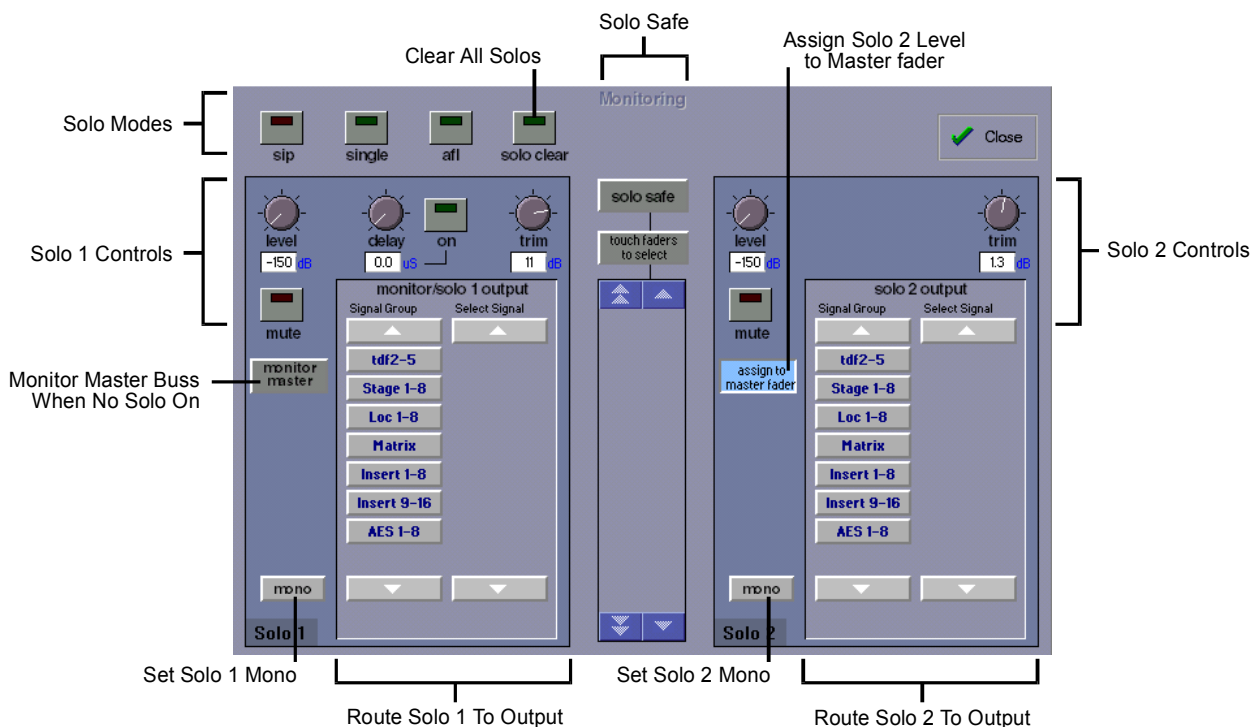 Solo Safe
Assign Solo 2 Level
to Master fader
Clear All Solos
Monitoring
Solo Modes
sip
single
afl
solo clear
Close
Solo 1 Controls
level
-150 dB
delay
0.0 uS
on
trim
11 dB
mute
monitor/solo 1 output
Signal Group
Select Signal
tdf2-5
Stage 1-8
Loc 1-8
Matrix
Insert 1-8
Insert 9-16
AES 1-8
Monitor Master Buss
When No Solo On
monitor
master
mono
Solo 1
solo safe
touch faders
to select
Solo 2 Controls
level
-150 dB
trim
1.3 dB
mute
solo 2 output
Signal Group
Select Signal
tdf2-5
Stage 1-8
Loc 1-8
Matrix
Insert 1-8
Insert 9-16
AES 1-8
assign to
master fader
mono
Solo 2
Set Solo 1 Mono
Set Solo 2 Mono
Route Solo 1 To Output
Route Solo 2 To Output